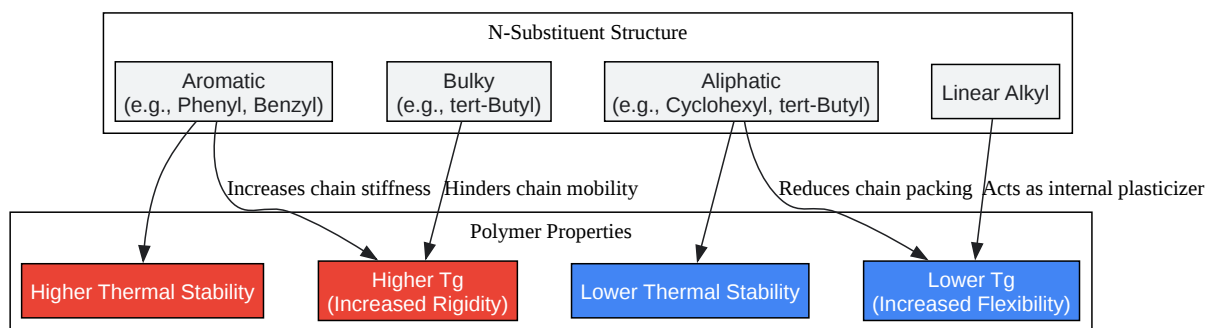 N-Substituent Structure
Aromatic
(e.g., Phenyl, Benzyl)
Bulky
(e.g., tert-Butyl)
Aliphatic
(e.g., Cyclohexyl, tert-Butyl)
Linear Alkyl
Increases chain stiffness
Hinders chain mobility
Reduces chain packing
Acts as internal plasticizer
Polymer Properties
Higher Thermal Stability
Higher Tg
(Increased Rigidity)
Lower Thermal Stability
Lower Tg
(Increased Flexibility)